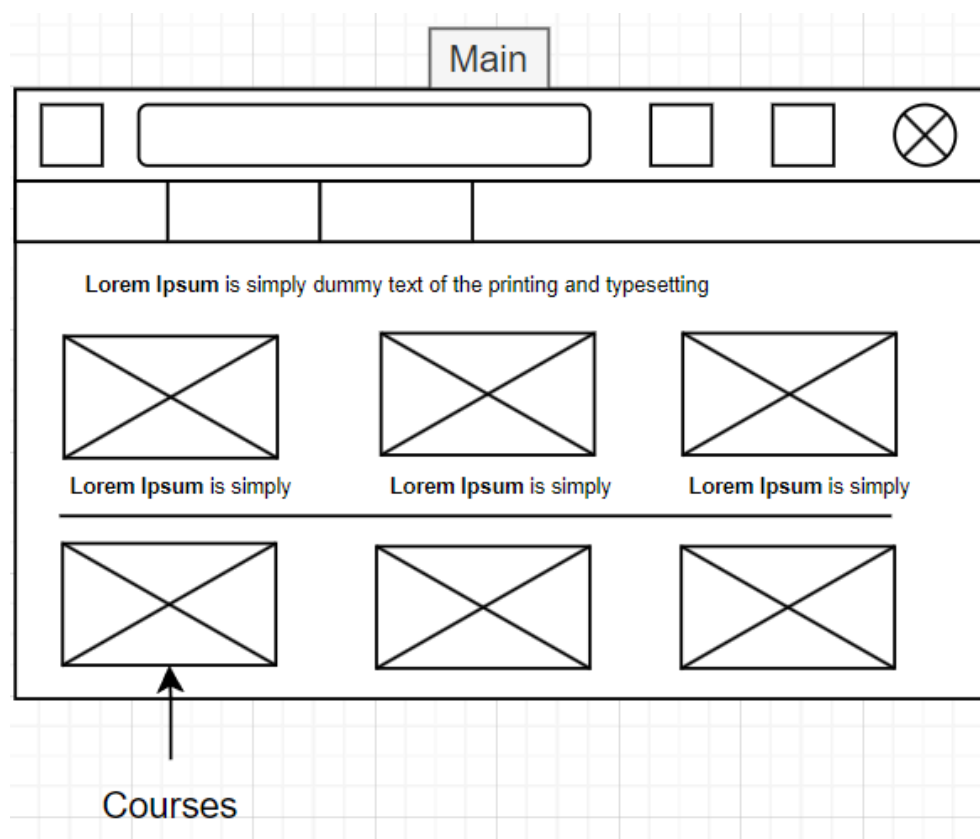 Main
Lorem Ipsum is simply dummy text of the printing and typesetting
Lorem Ipsum is simply
Lorem Ipsum is simply
Lorem Ipsum is simply
Courses